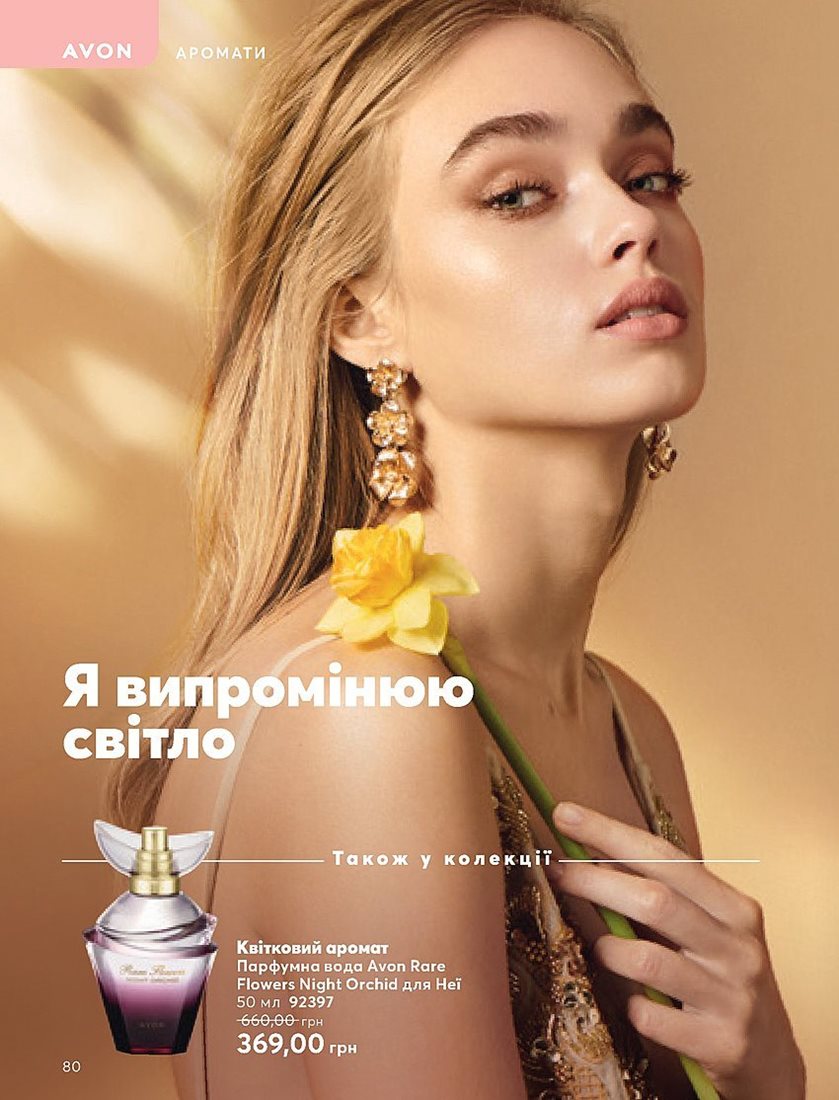 AVON АРОМАТИ
Я випромінюю
світло
Також у колекції
Квітковий аромат
Парфумна вода Avon Rare
Flowers Night Orchid для Неї
50 мл 92397
660,00 грн
369,00 грн
AVON
80